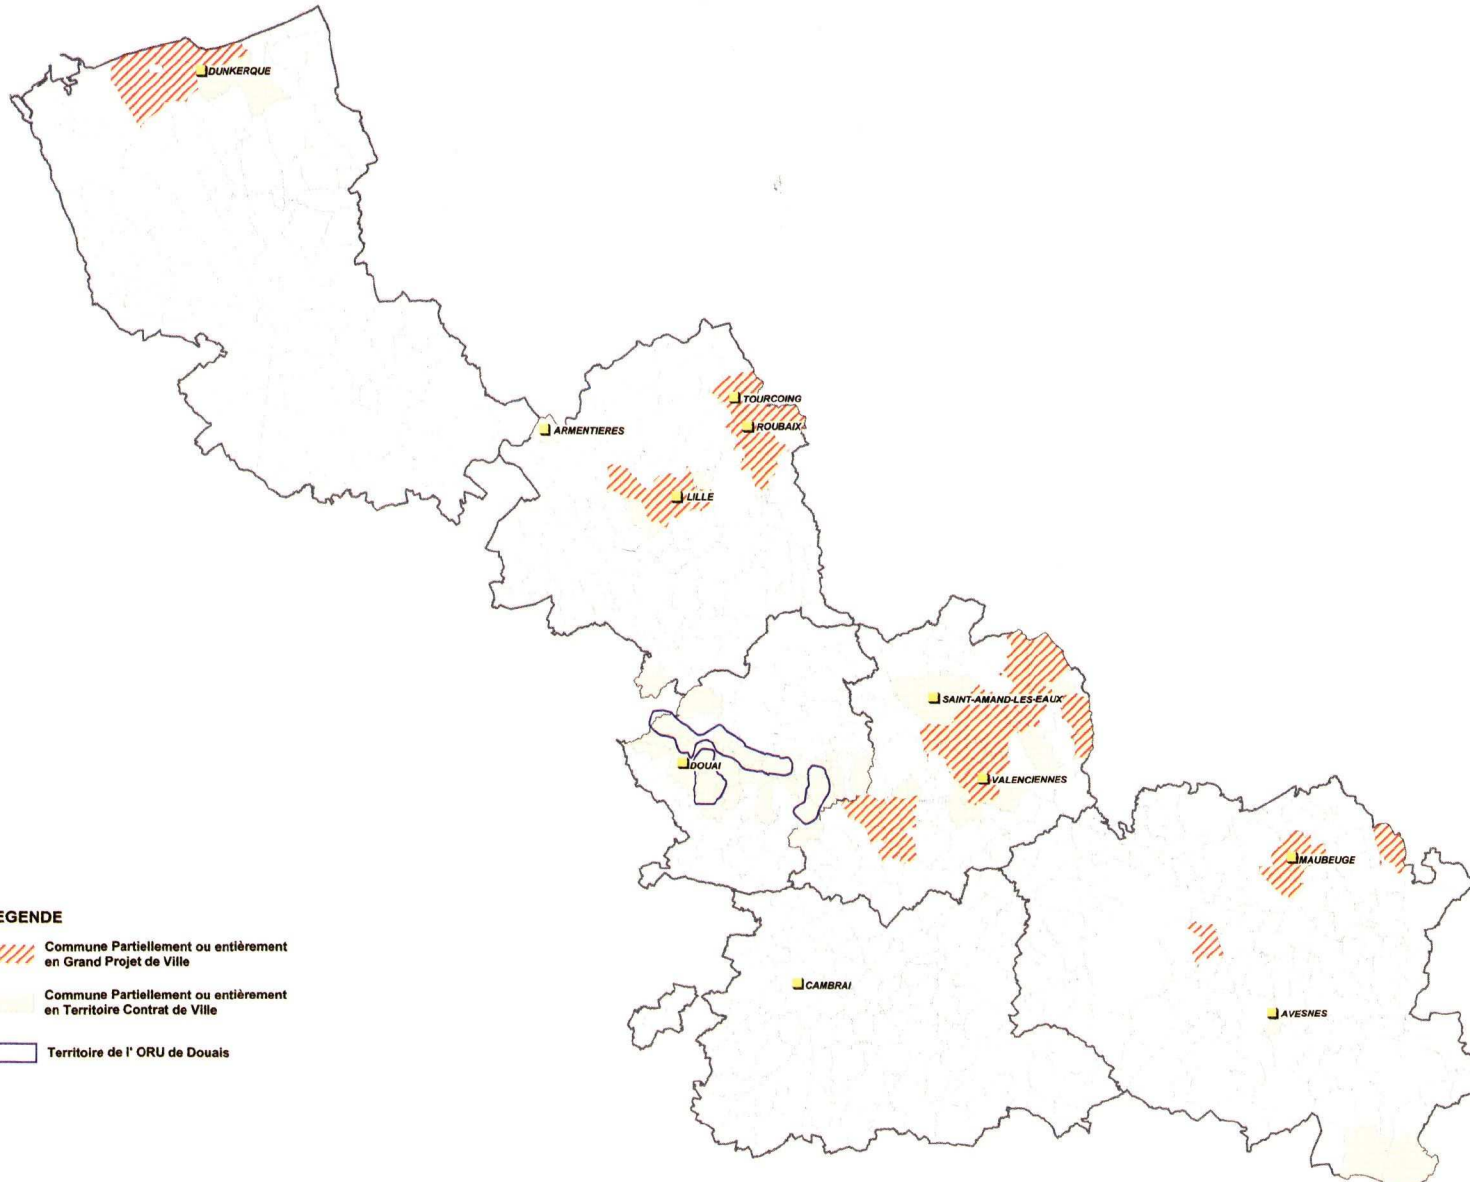 DUNKERQUE
TOURCOING
ROUBAIX
ARMENTIERES
LILLE
SAINT-AMAND-LES-EAUX
DOUAI
VALENCIENNES
MAUBEUGE
CAMBRAI
AVESNES
EGENDE
Commune Partiellement ou entièrement
en Grand Projet de Ville
Commune Partiellement ou entièrement
en Territoire Contrat de Ville
Territoire de l' ORU de Douais